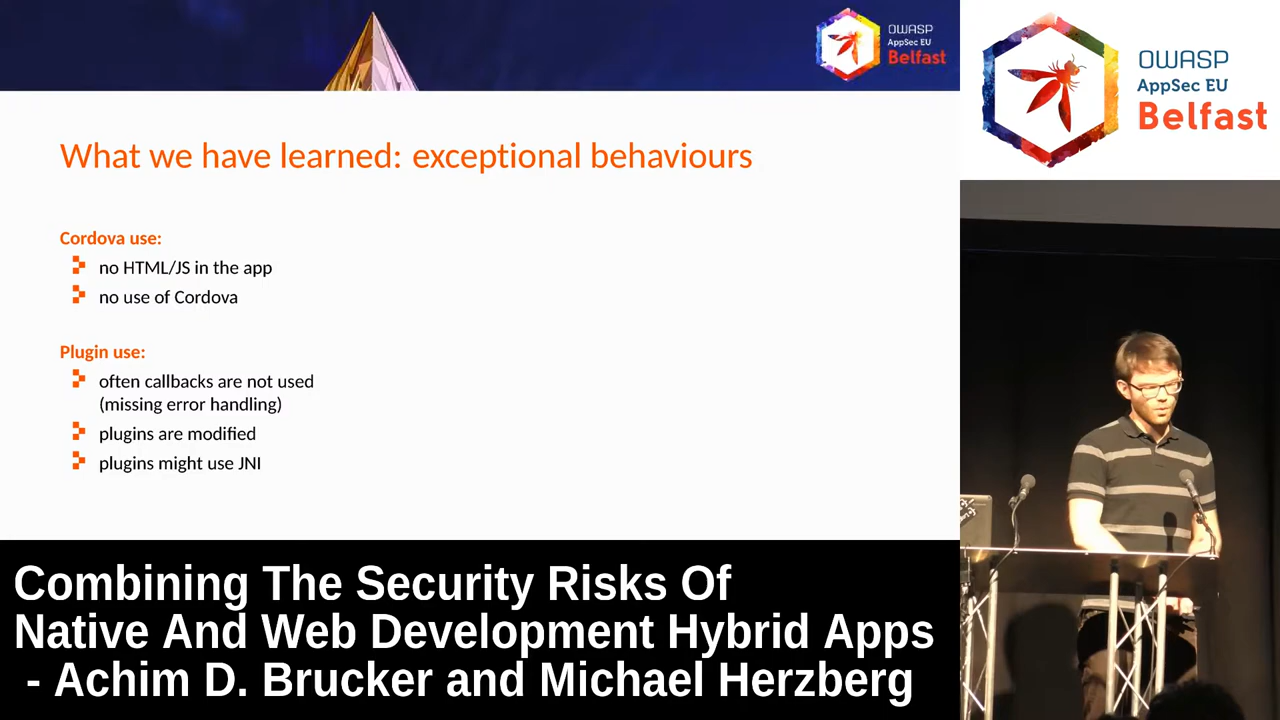 OWASP
AppSec EU
Belfast
OWASP
AppSec EU
Belfast
What we have learned: exceptional behaviours
Cordova use:
no HTML/JS in the app
no use of Cordova
Plugin use:
often callbacks are not used
(missing error handling)
plugins are modified
plugins might use JNI
Combining The Security Risks Of
Native And Web Development Hybrid Apps
- Achim D. Brucker and Michael Herzberg